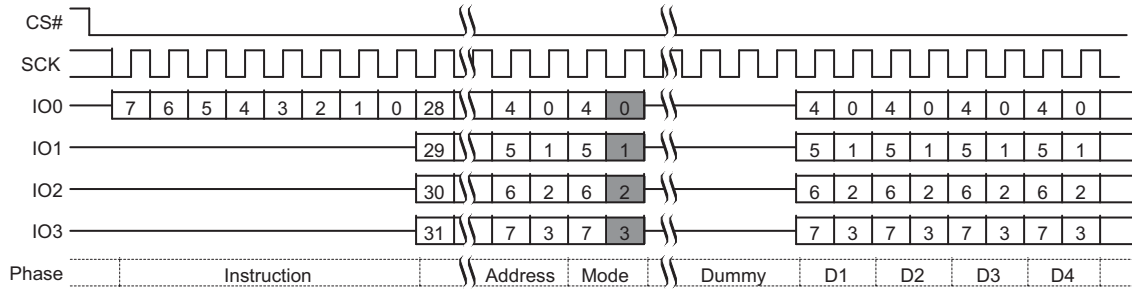 CS#
SCK
IO0 7 6 5 4 3 2 1 0 28 4 0 4 0 4 0 4 0 4 0 4 0
IO1 29 5 1 5 1 5 1 5 1 5 1 5 1
IO2 30 6 2 6 2 6 2 6 2 6 2 6 2
IO3 31 7 3 7 3 7 3 7 3 7 3 7 3
Phase Instruction Address Mode Dummy D1 D2 D3 D4